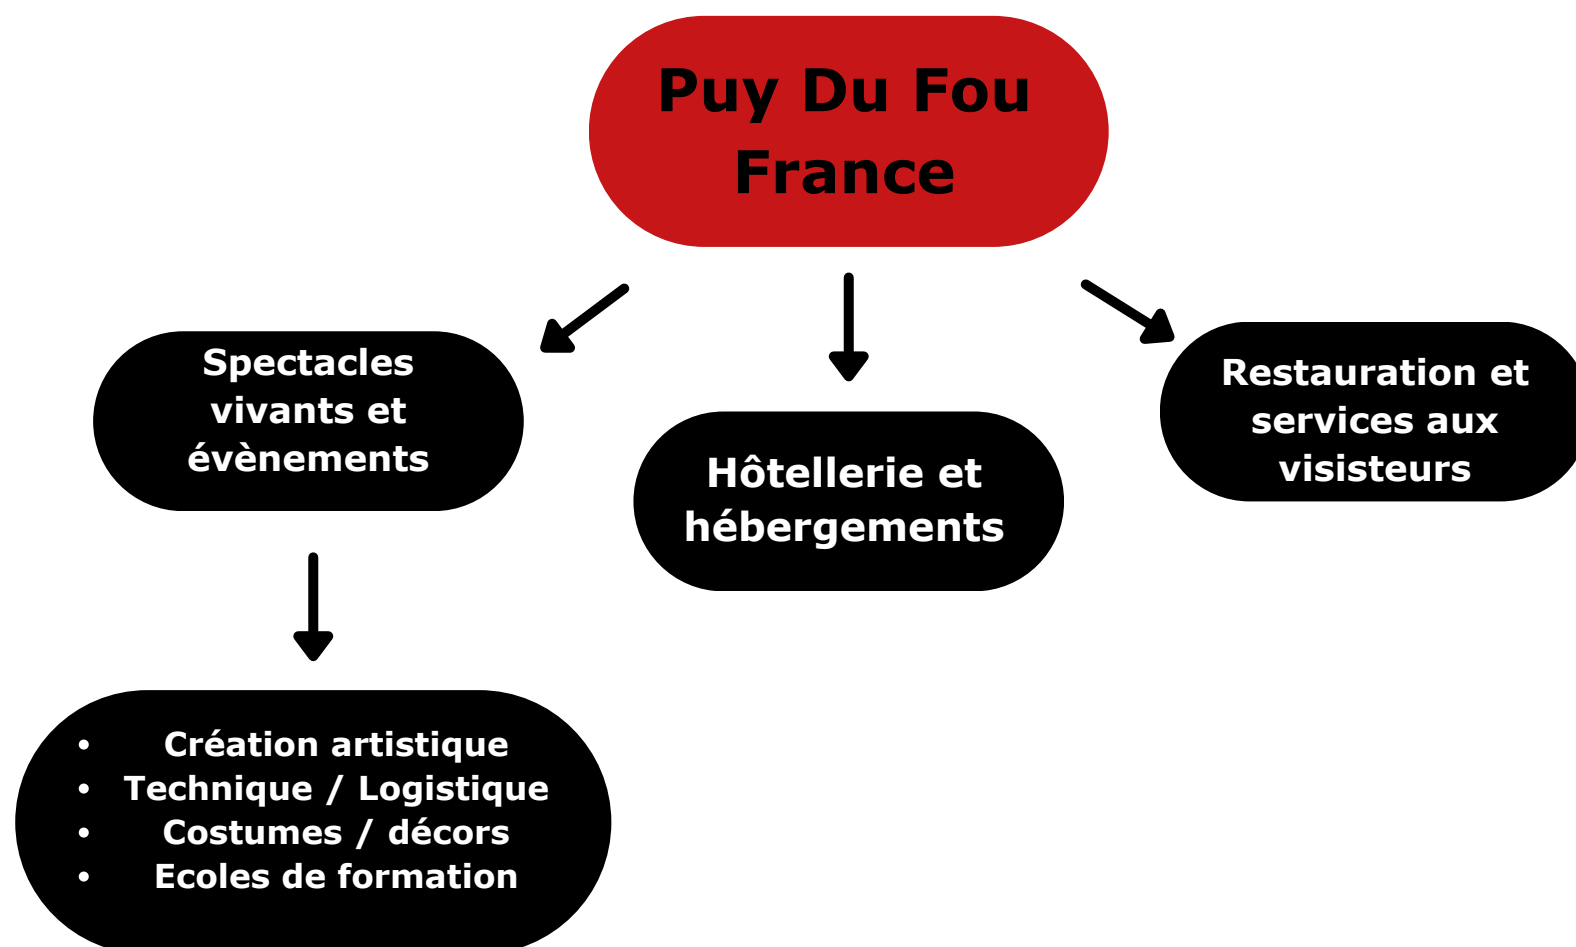 Puy Du Fou
France
Spectacles
vivants et
évènements
Hôtellerie et
hébergements
Restauration et
services aux
visisteurs
• Création artistique
• Technique / Logistique
• Costumes / décors
• Ecoles de formation